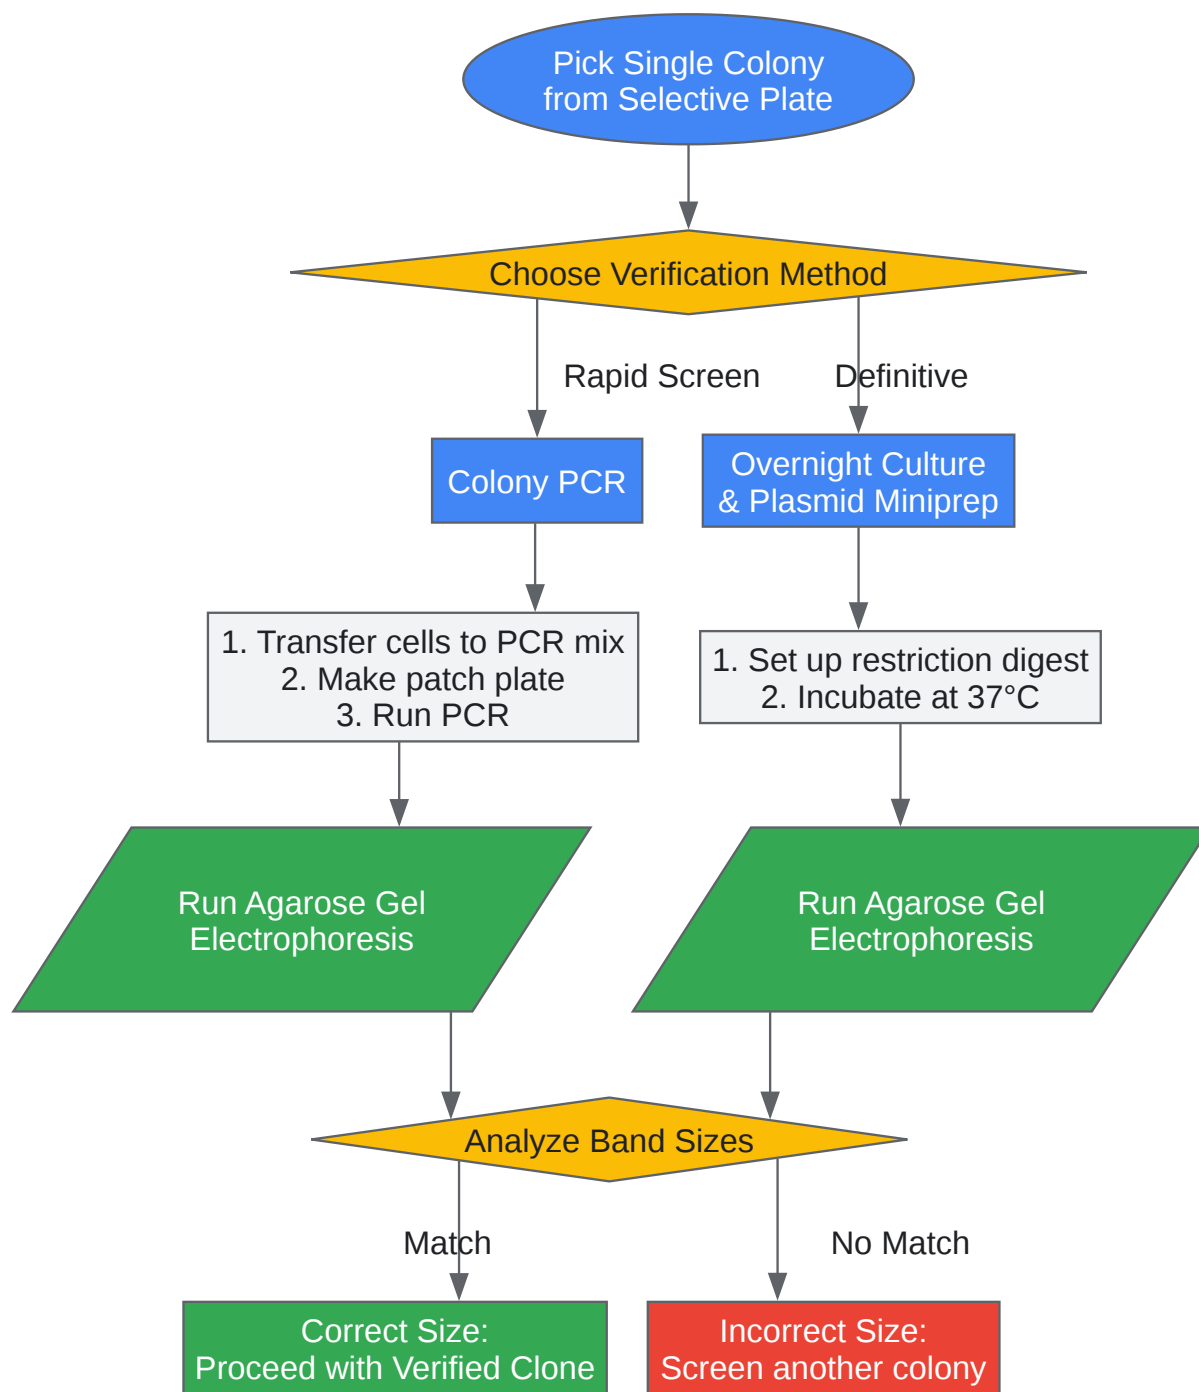 Pick Single Colony
from Selective Plate
Choose Verification Method
Rapid Screen
Definitive
Colony PCR
Overnight Culture
& Plasmid Miniprep
1. Transfer cells to PCR mix
2. Make patch plate
3. Run PCR
1. Set up restriction digest
2. Incubate at 37°C
Run Agarose Gel
Electrophoresis
Run Agarose Gel
Electrophoresis
Analyze Band Sizes
Match
No Match
Correct Size:
Proceed with Verified Clone
Incorrect Size:
Screen another colony